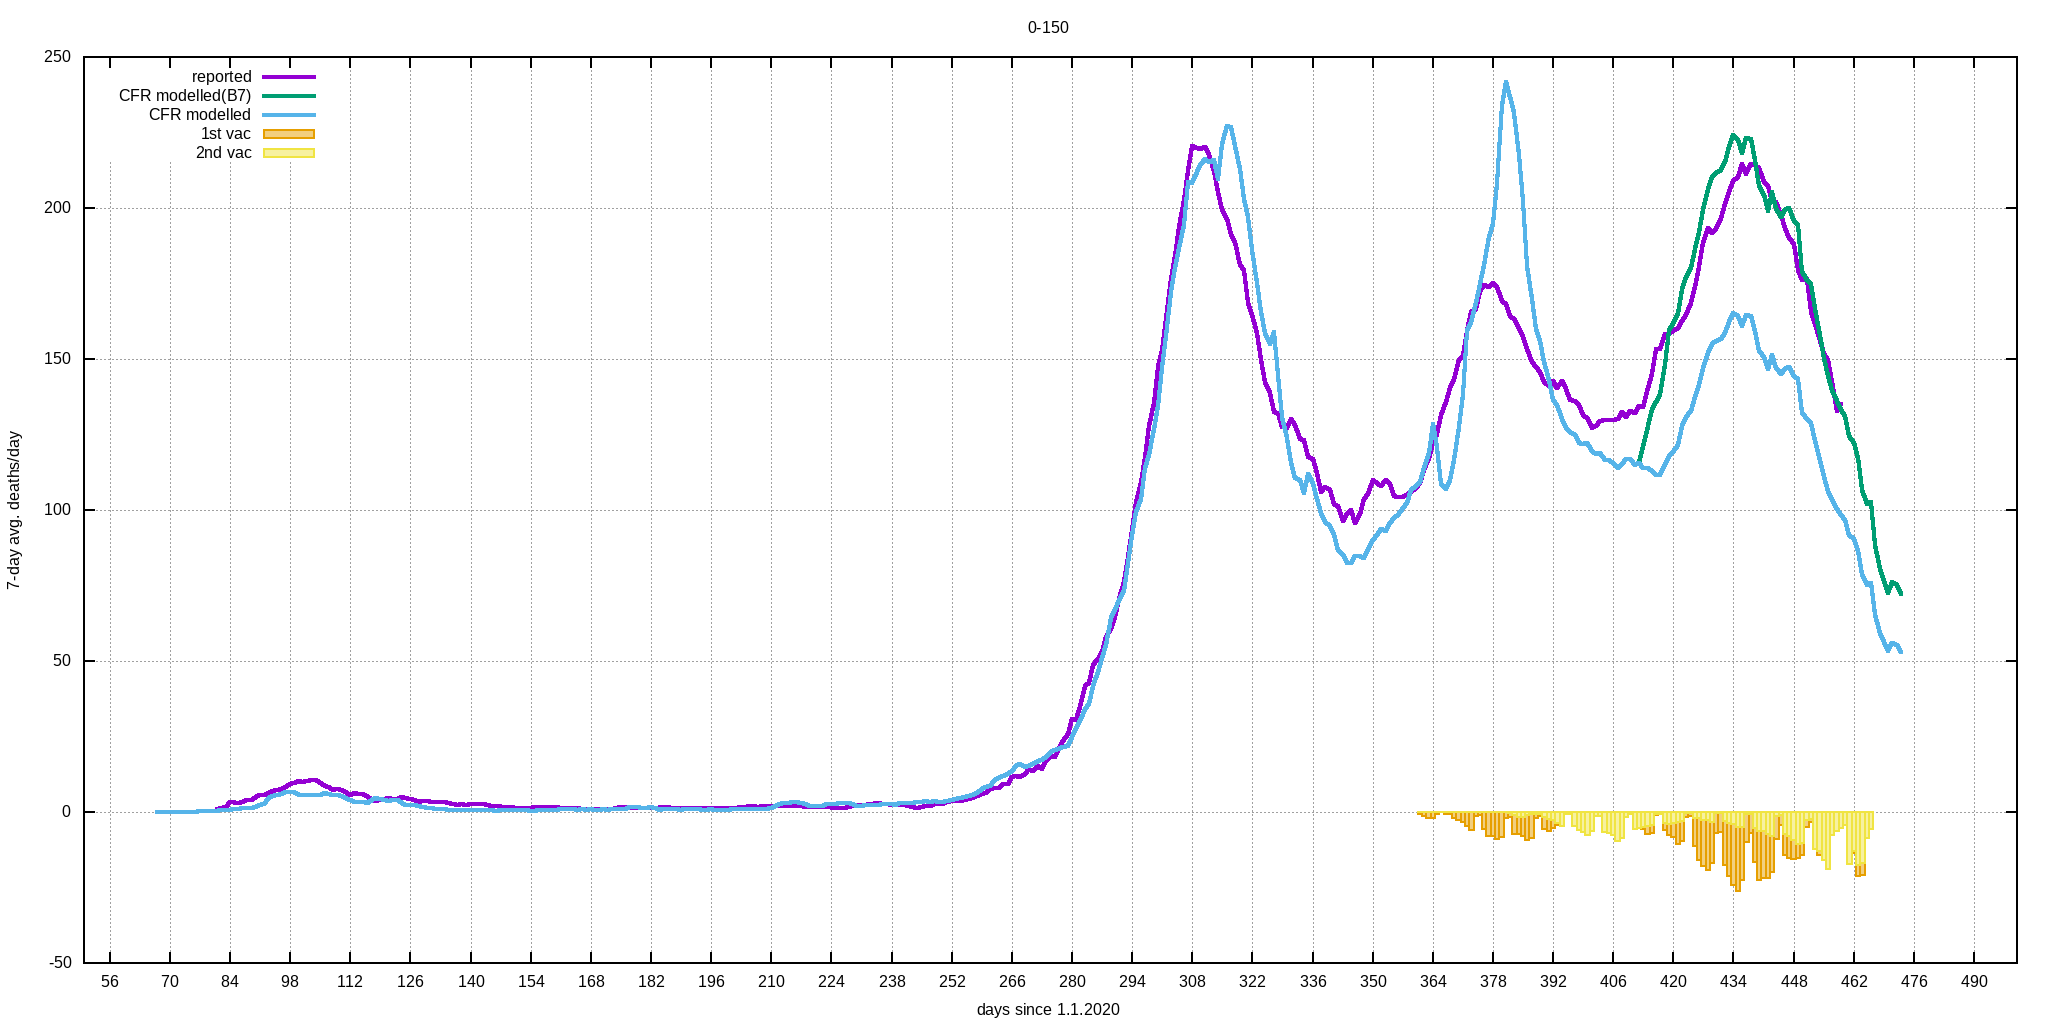 0-150
250
200
150
100
50
0
-50
7-day avg. deaths/day
reported
CFR modelled(B7)
CFR modelled
1st vac
2nd vac
56 70 84 98 112 126 140 154 168 182 196 210 224 238 252 266 280 294 308 322 336 350 364 378 392 406 420 434 448 462 476 490
days since 1.1.2020